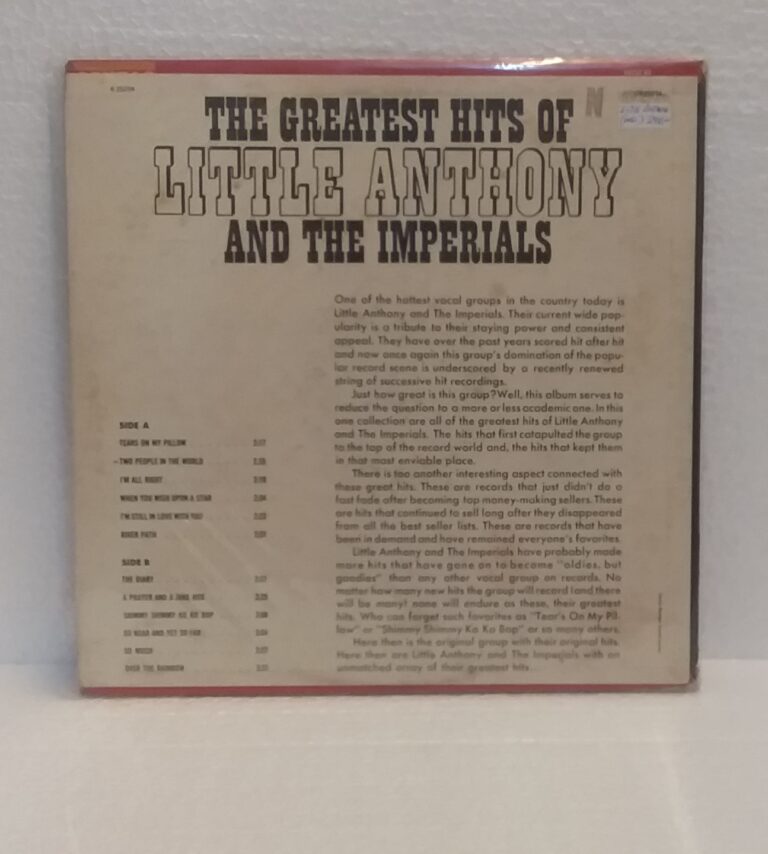 THE GREATEST HITS OF
LITTLE ANTHONY
AND THE IMPERIALS
One of the hottest vocal groups in the country today is
Little Anthony and The Imperials. Their current wide pop-
ularity is a tribute to their staying power and consistent
appeal. They have over the past years scored hit after hit
and now once again this group's domination of the popu-
lar record scene is underscored by a recently renewed
string of successive hit recordings.
Just how great is this group? Well, this album serves to
reduce the question to a more or less academic one. In this
one collection are all of the greatest hits of Little Anthony
and The Imperials. The hits that first catapulted the group
to the top of the record world and, the hits that kept them
in that most enviable place.
There is too another interesting aspect connected with
these great hits. These are records that just didn't do a
fast fade after becoming top money-making sellers. These
are hits that continued to sell long after they disappeared
from all the best seller lists. These are records that have
been in demand and have remained everyone's favorites.
Little Anthony and The Imperials have probably made
more hits that have gone on to become "oldies, but
goodies" than any other vocal group on records. No
matter how many new hits the group will record (and there
will be many) none will endure as these, their greatest
hits. Who can forget such favorites as "Tear's On My Pil-
low" or "Shimmy Shimmy Ko Ko Bop" or so many others.
Here then is the original group with their original hits.
Here then are Little Anthony and The Imperials with an
unmatched array of their greatest hits...
SIDE A
TEARS ON MY PILLOW
TWO PEOPLE IN THE WORLD
I'M ALL RIGHT
WHEN YOU WISH UPON A STAR
I'M STILL IN LOVE WITH YOU
RIVER PATH
SIDE B
THE DIARY
A PRAYER AND A JUKE BOX
SHIMMY SHIMMY KO KO BOP
SO NEAR AND YET SO FAR
SO MUCH
OVER THE RAINBOW